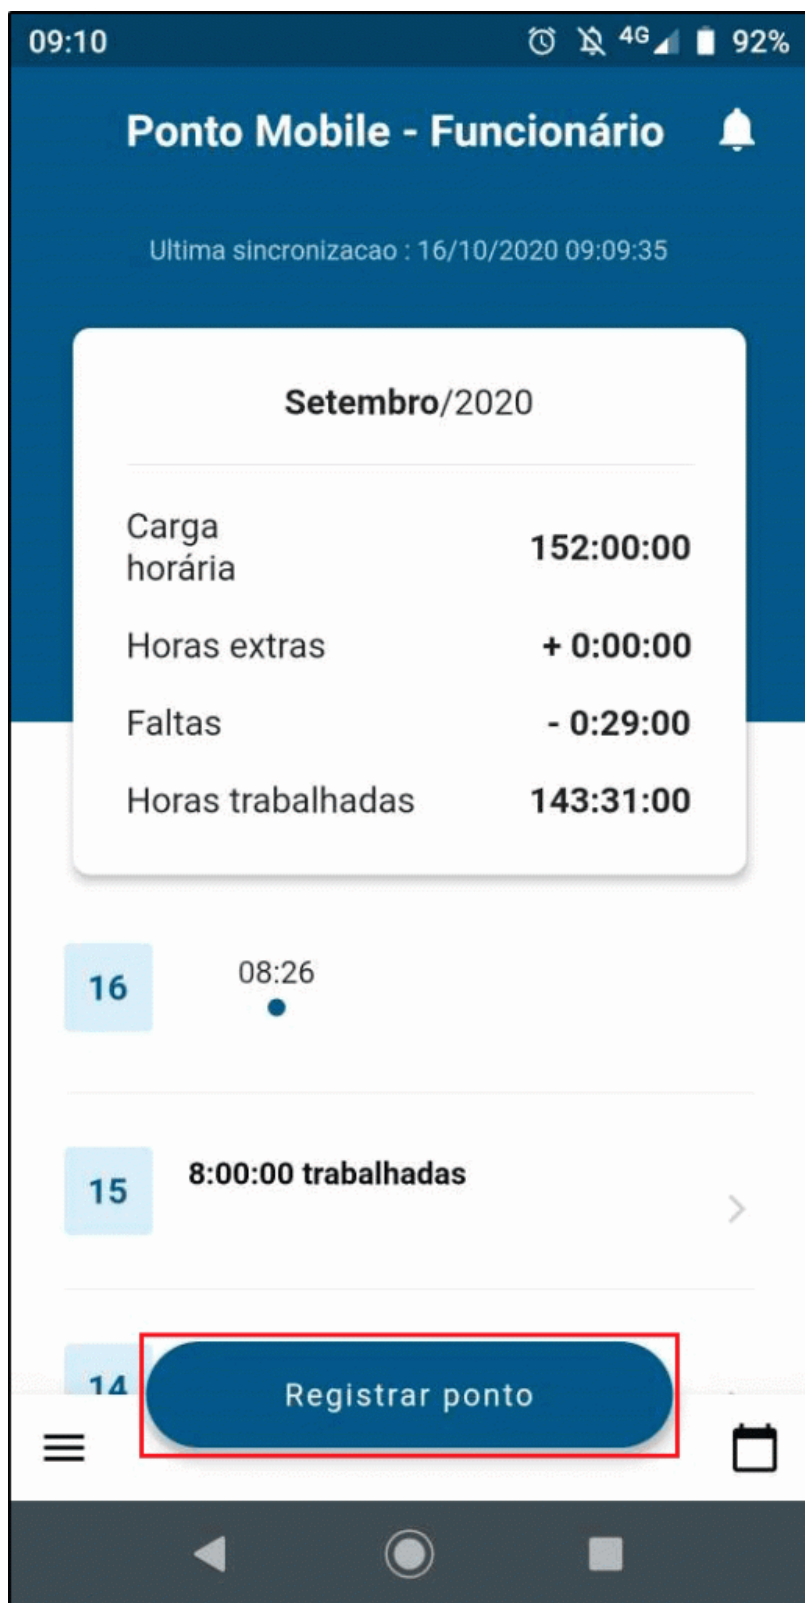 09:10 4G 92%
Ponto Mobile - Funcionário
Ultima sincronizacao : 16/10/2020 09:09:35
Setembro/2020
Carga
horária 152:00:00
Horas extras + 0:00:00
Faltas - 0:29:00
Horas trabalhadas 143:31:00
16 08:26
15 8:00:00 trabalhadas
14
Registrar ponto